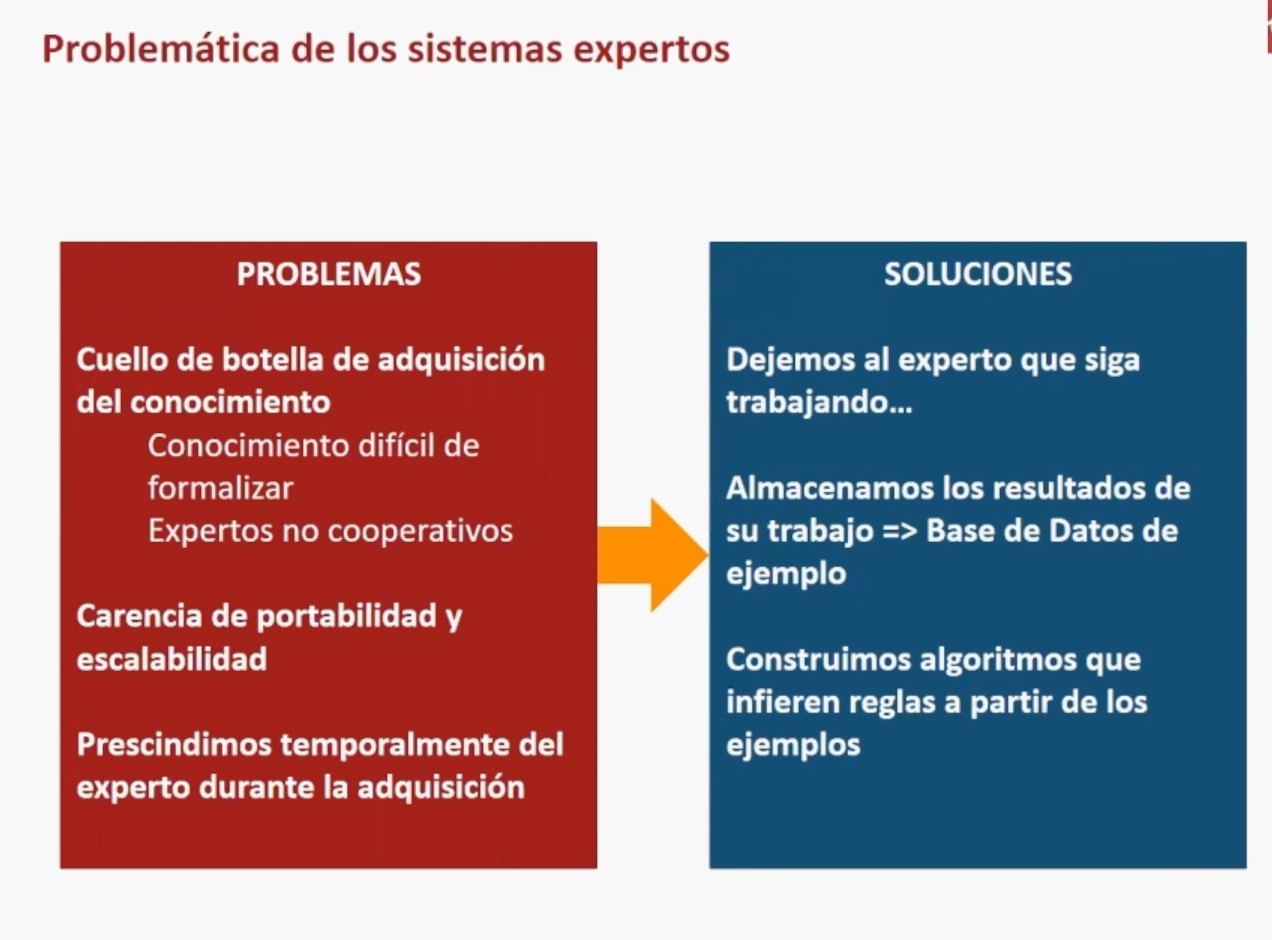 Problemática de los sistemas expertos
PROBLEMAS
Cuello de botella de adquisición
del conocimiento
Conocimiento difícil de
formalizar
Expertos no cooperativos
Carencia de portabilidad y
escalabilidad
Prescindimos temporalmente del
experto durante la adquisición
SOLUCIONES
Dejemos al experto que siga
trabajando...
Almacenamos los resultados de
su trabajo => Base de Datos de
ejemplo
Construimos algoritmos que
infieren reglas a partir de los
ejemplos